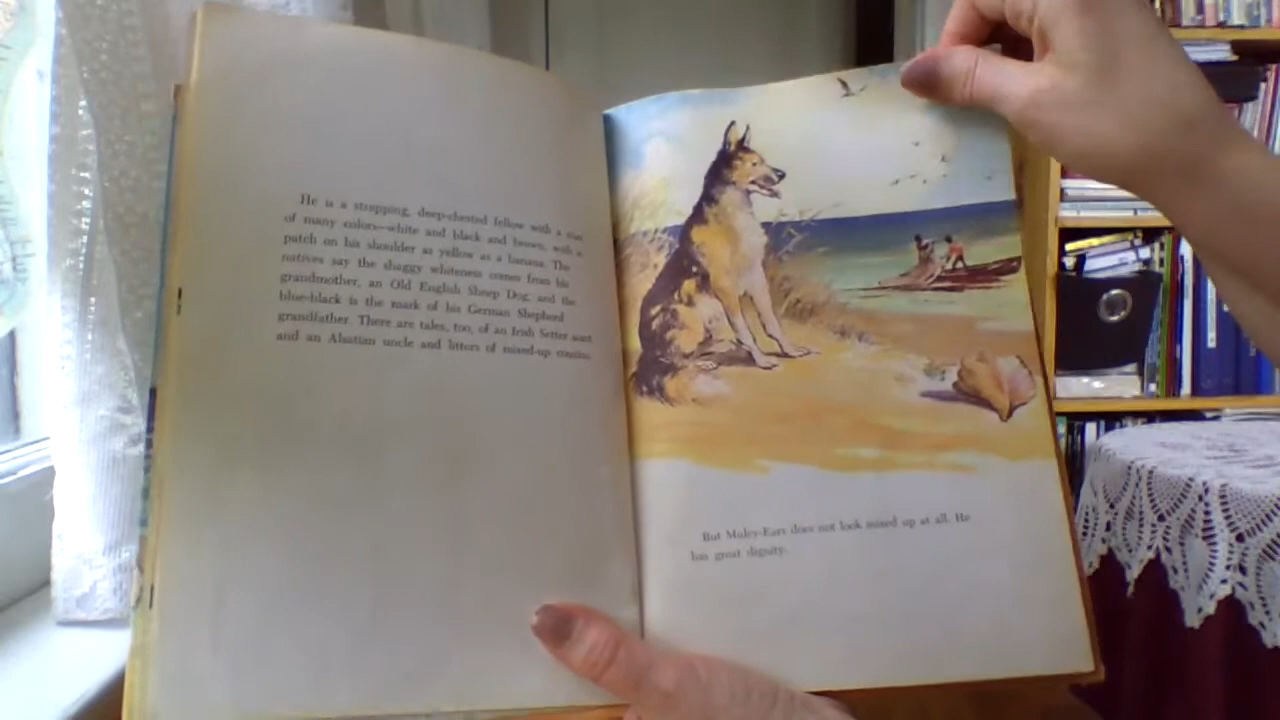 He is a strapping, deep-chested fellow with a coat
of many colors—white and black and brown, with a
patch on his shoulder as yellow as a banana. The
natives say the shaggy whiteness comes from his
grandmother, an Old English Sheep Dog, and the
blue-black is the mark of his German Shepherd
grandfather. There are tales, too, of an Irish Setter aunt
and an Alsatian uncle and litters of mixed-up cousins.
But Muley-Ears does not look mixed up at all. He
has great dignity.